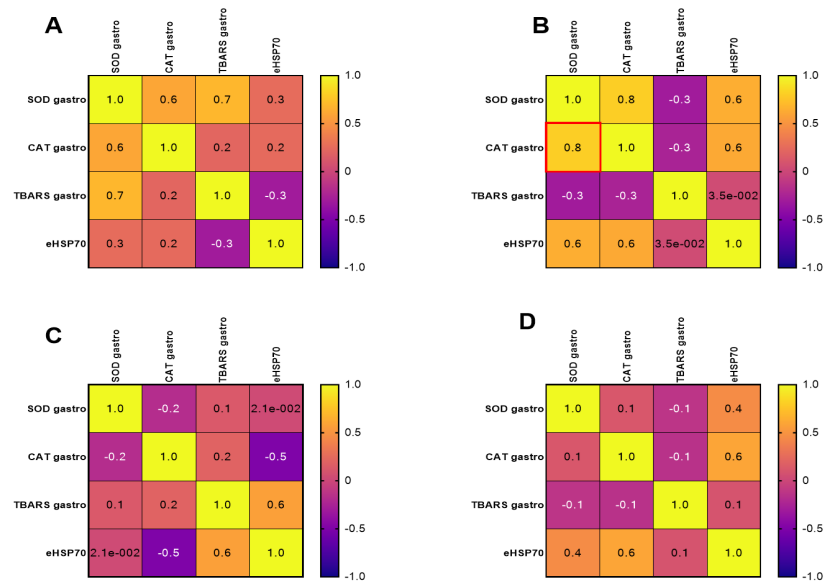 A
SOD gastro
CAT gastro
TBARS gastro
eHSP70
SOD gastro 1.0 0.6 0.7 0.3
CAT gastro 0.6 1.0 0.2 0.2
TBARS gastro 0.7 0.2 1.0 -0.3
eHSP70 0.3 0.2 -0.3 1.0
1.0
0.5
0
-0.5
-1.0
B
SOD gastro
CAT gastro
TBARS gastro
eHSP70
SOD gastro 1.0 0.8 -0.3 0.6
CAT gastro 0.8 1.0 -0.3 0.6
TBARS gastro -0.3 -0.3 1.0 3.5e-002
eHSP70 0.6 0.6 3.5e-002 1.0
1.0
0.5
0
-0.5
-1.0
C
SOD gastro
CAT gastro
TBARS gastro
eHSP70
SOD gastro 1.0 -0.2 0.1 2.1e-002
CAT gastro -0.2 1.0 0.2 -0.5
TBARS gastro 0.1 0.2 1.0 0.6
eHSP70 2.1e-002 -0.5 0.6 1.0
1.0
0.5
0
-0.5
-1.0
D
SOD gastro
CAT gastro
TBARS gastro
eHSP70
SOD gastro 1.0 0.1 -0.1 0.4
CAT gastro 0.1 1.0 -0.1 0.6
TBARS gastro -0.1 -0.1 1.0 0.1
eHSP70 0.4 0.6 0.1 1.0
1.0
0.5
0
-0.5
-1.0